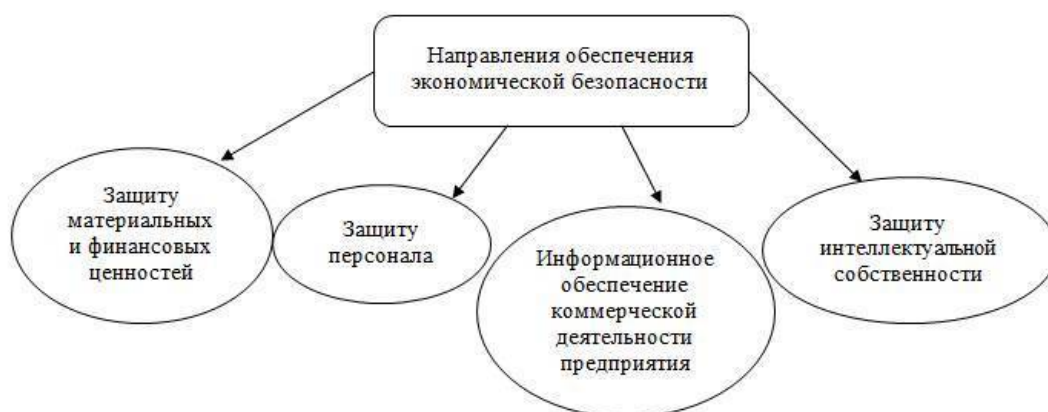 Направления обеспечения
экономической безопасности
Защиту
материальных
и финансовых
ценностей
Защиту
персонала
Информационное
обеспечение
коммерческой
деятельности
предприятия
Защиту
интеллектуальной
собственности